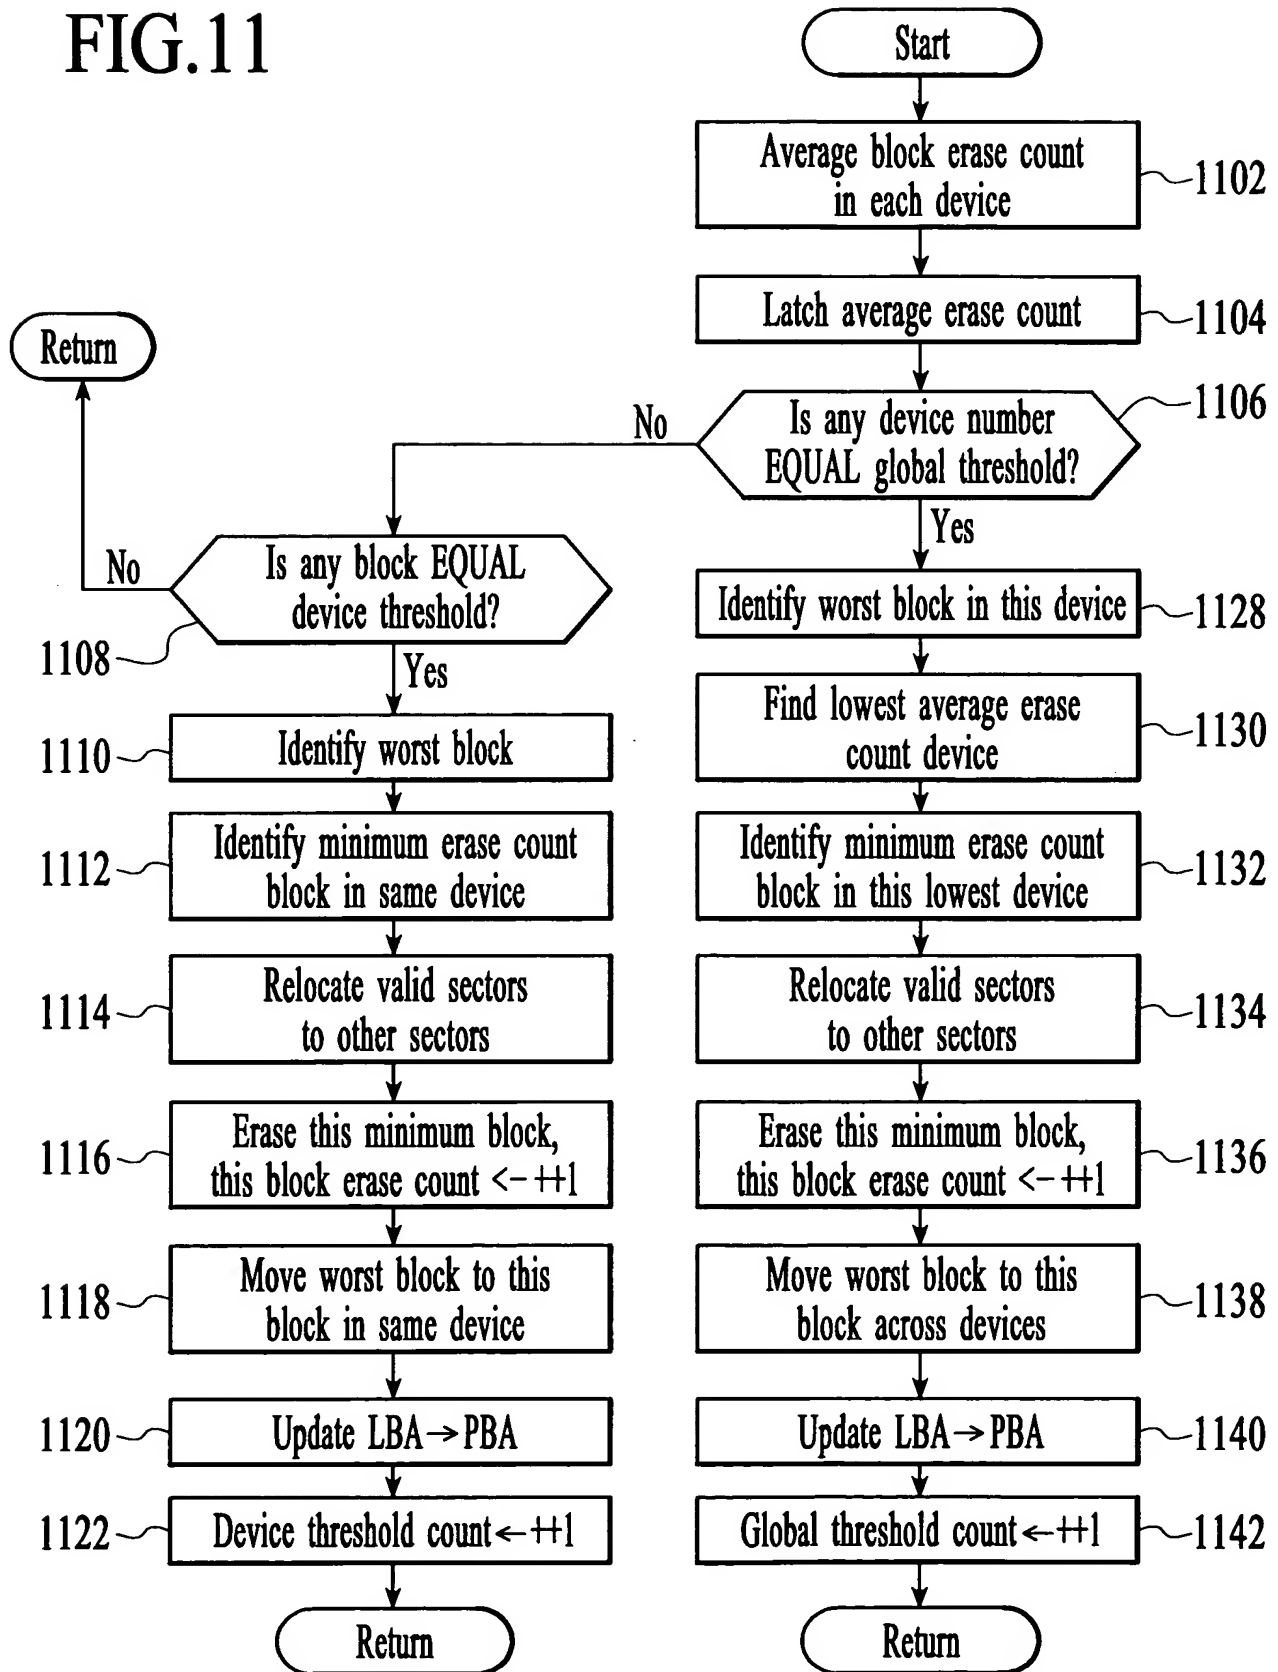 FIG.11
Start
Average block erase count
in each device
1102
Latch average erase count
1104
Return
Is any device number
EQUAL global threshold?
1106
No
Yes
Is any block EQUAL
device threshold?
1108
No
Yes
Identify worst block
1110
Identify minimum erase count
block in same device
1112
Relocate valid sectors
to other sectors
1114
Erase this minimum block,
this block erase count <- ++1
1116
Move worst block to this
block in same device
1118
Update LBA→PBA
1120
Device threshold count←++1
1122
Return
Identify worst block in this device
1128
Find lowest average erase
count device
1130
Identify minimum erase count
block in this lowest device
1132
Relocate valid sectors
to other sectors
1134
Erase this minimum block,
this block erase count <- ++1
1136
Move worst block to this
block across devices
1138
Update LBA→PBA
1140
Global threshold count←++1
1142
Return